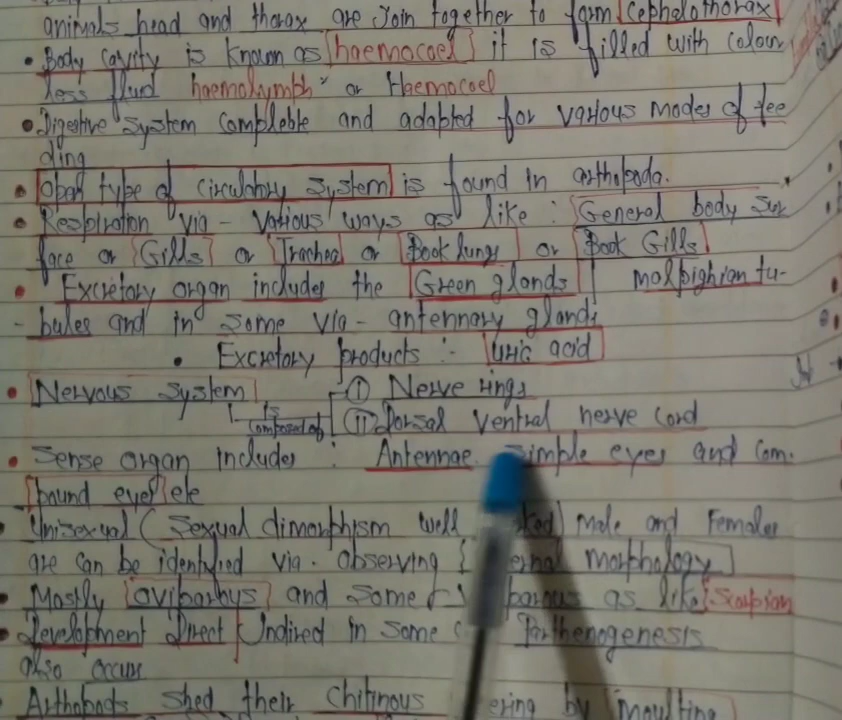 animals head and thorax are Join together to form Cephalothorax
• Body cavity is known as haemocoel it is filled with colour
less fluid haemolymph" or Haemocoel
• Digestive System complete and adapted for various modes of fee
ding
• Open type of circulatory system is found in arthopoda.
• Respiration via - Various ways as like : General body sur
face or Gills or Trachea or Book lungs or Book Gills
• Excretory organ includes the Green glands malpighian tu-
- bules and in some via - antennary glands
• Excretory products :- uric acid
• Nervous System is composed of ① Nerve rings
② Dorsal ventral nerve cord
• Sense organ includes : Antennae simple eyes and com.
pound eyes etc
• Unisexual ( Sexual dimorphism well male and Females
are can be identyfied via. observing morphology
• Mostly oviparous and some as like Scorpion
• Development Direct Undirect in some Parthenogenesis
also occur
Arthopods shed their chitinous by moulting